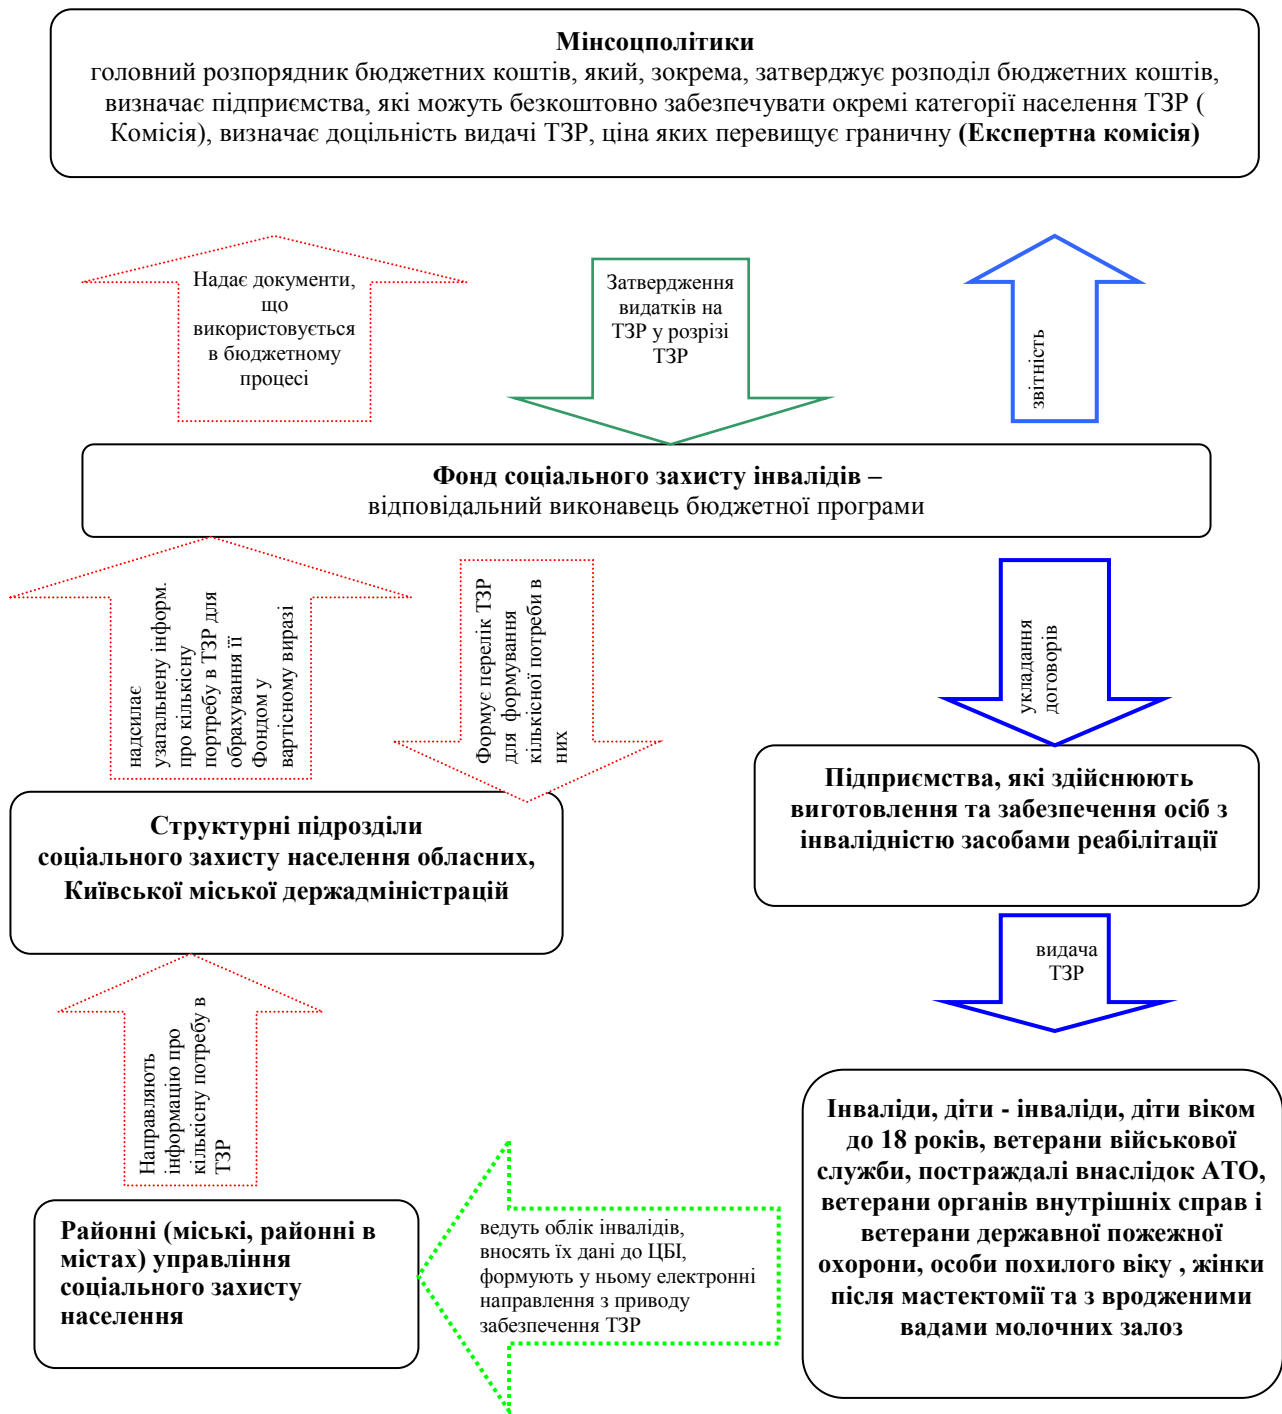 Мінсоцполітики
головний розпорядник бюджетних коштів, який, зокрема, затверджує розподіл бюджетних коштів,
визначає підприємства, які можуть безкоштовно забезпечувати окремі категорії населення ТЗР (
Комісія), визначає доцільність видачі ТЗР, ціна яких перевищує граничну (Експертна комісія)
Надає документи,
що
використовується
в бюджетному
процесі
Затвердження
видатків на
ТЗР у розрізі
ТЗР
звітність
Фонд соціального захисту інвалідів –
відповідальний виконавець бюджетної програми
надсилає
узагальнену інформ.
про кількісну
портребу в ТЗР для
обрахування її
Фондом у
вартісному виразі
Формує перелік ТЗР
для формування
кількісної потреби в
них
укладання
договорів
Структурні підрозділи
соціального захисту населення обласних,
Київської міської держадміністрацій
Підприємства, які здійснюють
виготовлення та забезпечення осіб з
інвалідністю засобами реабілітації
видача
ТЗР
Направляють
інформацію про
кількісну потребу в
ТЗР
Інваліди, діти - інваліди, діти віком
до 18 років, ветерани військової
служби, постраждалі внаслідок АТО,
ветерани органів внутрішніх справ і
ветерани державної пожежної
охорони, особи похилого віку , жінки
після мастектомії та з вродженими
вадами молочних залоз
ведуть облік інвалідів,
вносять їх дані до ЦБІ,
формують у ньому електронні
направлення з приводу
забезпечення ТЗР
Районні (міські, районні в
містах) управління
соціального захисту
населення